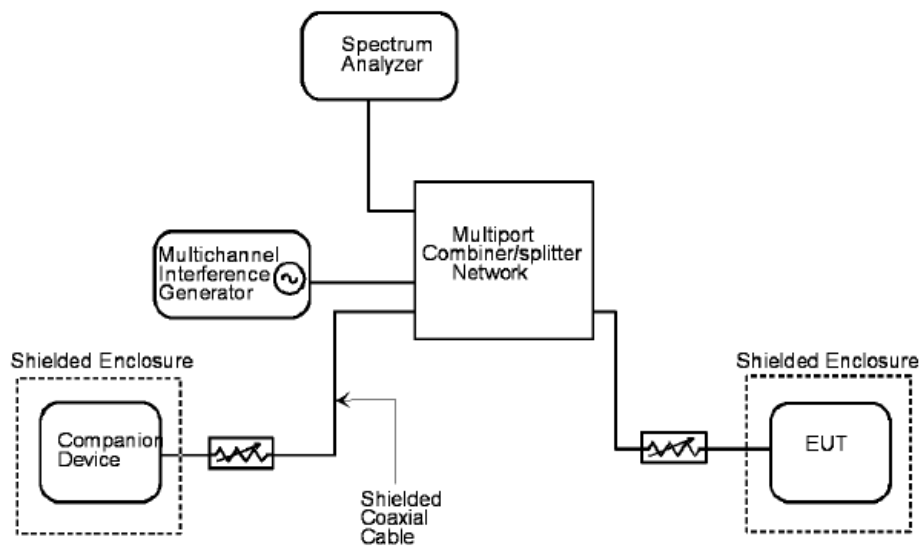 Spectrum
Analyzer
Multiport
Combiner/splitter
Network
Multichannel
Interference
Generator
Shielded Enclosure
Companion
Device
Shielded
Coaxial
Cable
Shielded Enclosure
EUT